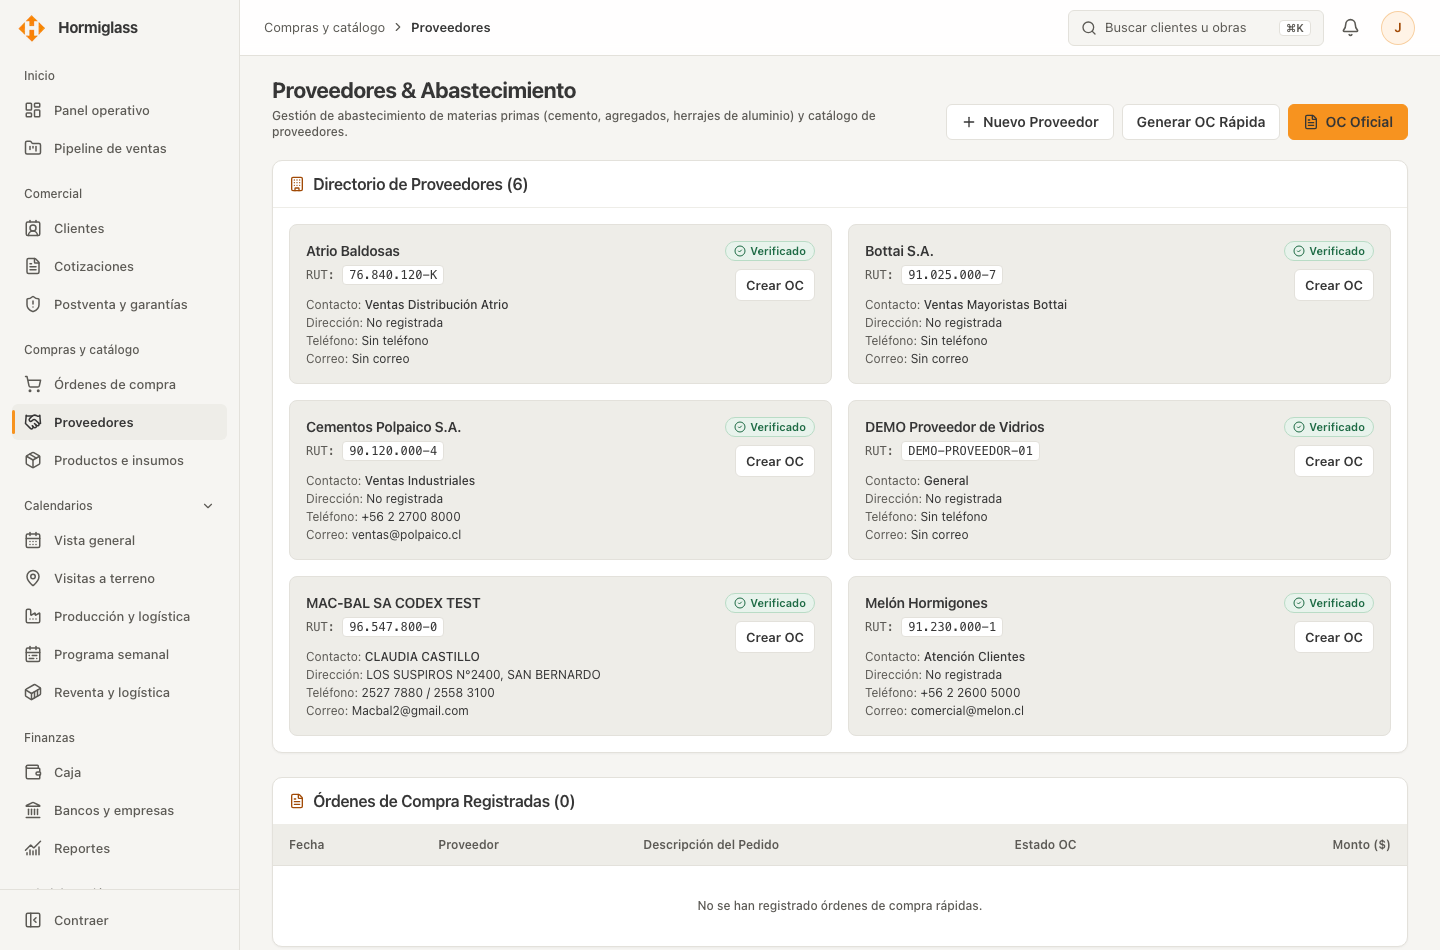 Hormiglass
Inicio
Panel operativo
Pipeline de ventas
Comercial
Clientes
Cotizaciones
Postventa y garantías
Compras y catálogo
Órdenes de compra
Proveedores
Productos e insumos
Calendarios
Vista general
Visitas a terreno
Producción y logística
Programa semanal
Reventa y logística
Finanzas
Caja
Bancos y empresas
Reportes
Contraer
Compras y catálogo > Proveedores
Buscar clientes u obras ⌘K
J
Proveedores & Abastecimiento
Gestión de abastecimiento de materias primas (cemento, agregados, herrajes de aluminio) y catálogo de
proveedores.
+ Nuevo Proveedor
Generar OC Rápida
OC Oficial
Directorio de Proveedores (6)
Atrio Baldosas
Verificado
RUT: 76.840.120-K
Crear OC
Contacto: Ventas Distribución Atrio
Dirección: No registrada
Teléfono: Sin teléfono
Correo: Sin correo
Bottai S.A.
Verificado
RUT: 91.025.000-7
Crear OC
Contacto: Ventas Mayoristas Bottai
Dirección: No registrada
Teléfono: Sin teléfono
Correo: Sin correo
Cementos Polpaico S.A.
Verificado
RUT: 90.120.000-4
Crear OC
Contacto: Ventas Industriales
Dirección: No registrada
Teléfono: +56 2 2700 8000
Correo: ventas@polpaico.cl
DEMO Proveedor de Vidrios
Verificado
RUT: DEMO-PROVEEDOR-01
Crear OC
Contacto: General
Dirección: No registrada
Teléfono: Sin teléfono
Correo: Sin correo
MAC-BAL SA CODEX TEST
Verificado
RUT: 96.547.800-0
Crear OC
Contacto: CLAUDIA CASTILLO
Dirección: LOS SUSPIROS N°2400, SAN BERNARDO
Teléfono: 2527 7880 / 2558 3100
Correo: Macbal2@gmail.com
Melón Hormigones
Verificado
RUT: 91.230.000-1
Crear OC
Contacto: Atención Clientes
Dirección: No registrada
Teléfono: +56 2 2600 5000
Correo: comercial@melon.cl
Órdenes de Compra Registradas (0)
Fecha Proveedor Descripción del Pedido Estado OC Monto ($)
No se han registrado órdenes de compra rápidas.